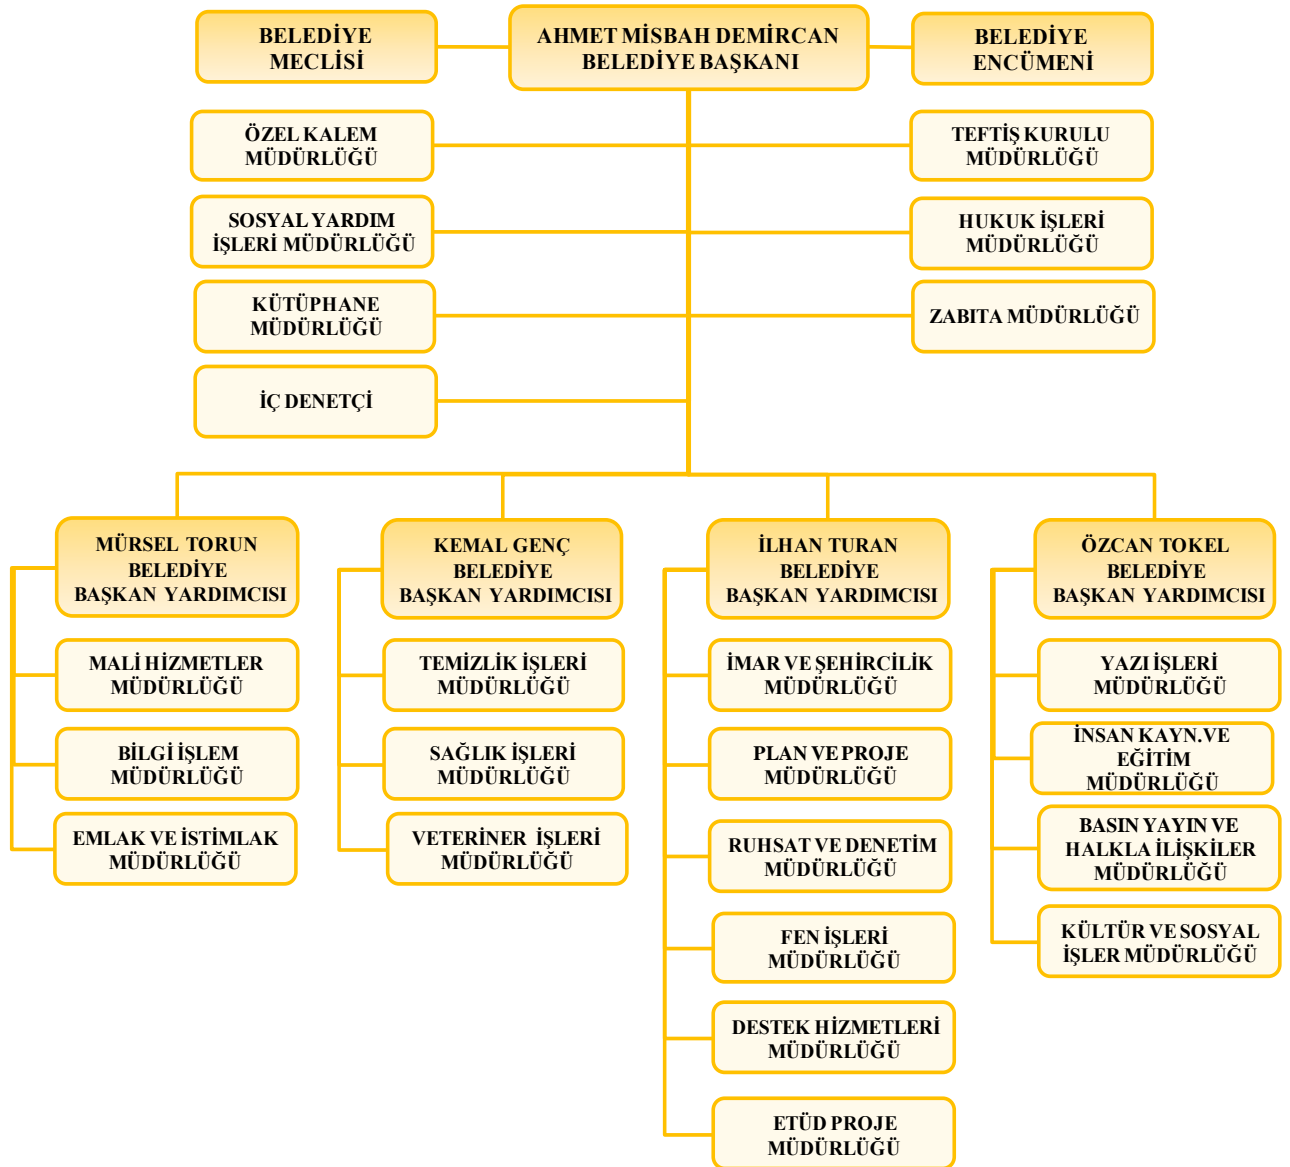 BELEDİYE
MECLİSİ
AHMET MİSBAH DEMİRCAN
BELEDİYE BAŞKANI
BELEDİYE
ENCÜMENİ
ÖZEL KALEM
MÜDÜRLÜĞÜ
TEFTİŞ KURULU
MÜDÜRLÜĞÜ
SOSYAL YARDIM
İŞLERİ MÜDÜRLÜĞÜ
HUKUK İŞLERİ
MÜDÜRLÜĞÜ
KÜTÜPHANE
MÜDÜRLÜĞÜ
ZABITA MÜDÜRLÜĞÜ
İÇ DENETÇİ
MÜRSEL TORUN
BELEDİYE
BAŞKAN YARDIMCISI
MALİ HİZMETLER
MÜDÜRLÜĞÜ
BİLGİ İŞLEM
MÜDÜRLÜĞÜ
EMLAK VE İSTİMLAK
MÜDÜRLÜĞÜ
KEMAL GENÇ
BELEDİYE
BAŞKAN YARDIMCISI
TEMİZLİK İŞLERİ
MÜDÜRLÜĞÜ
SAĞLIK İŞLERİ
MÜDÜRLÜĞÜ
VETERİNER İŞLERİ
MÜDÜRLÜĞÜ
İLHAN TURAN
BELEDİYE
BAŞKAN YARDIMCISI
İMAR VE ŞEHİRCİLİK
MÜDÜRLÜĞÜ
PLAN VE PROJE
MÜDÜRLÜĞÜ
RUHSAT VE DENETİM
MÜDÜRLÜĞÜ
FEN İŞLERİ
MÜDÜRLÜĞÜ
DESTEK HİZMETLERİ
MÜDÜRLÜĞÜ
ETÜD PROJE
MÜDÜRLÜĞÜ
ÖZCAN TOKEL
BELEDİYE
BAŞKAN YARDIMCISI
YAZI İŞLERİ
MÜDÜRLÜĞÜ
İNSAN KAYN.VE
EĞİTİM
MÜDÜRLÜĞÜ
BASIN YAYIN VE
HALKLA İLİŞKİLER
MÜDÜRLÜĞÜ
KÜLTÜR VE SOSYAL
İŞLER MÜDÜRLÜĞÜ